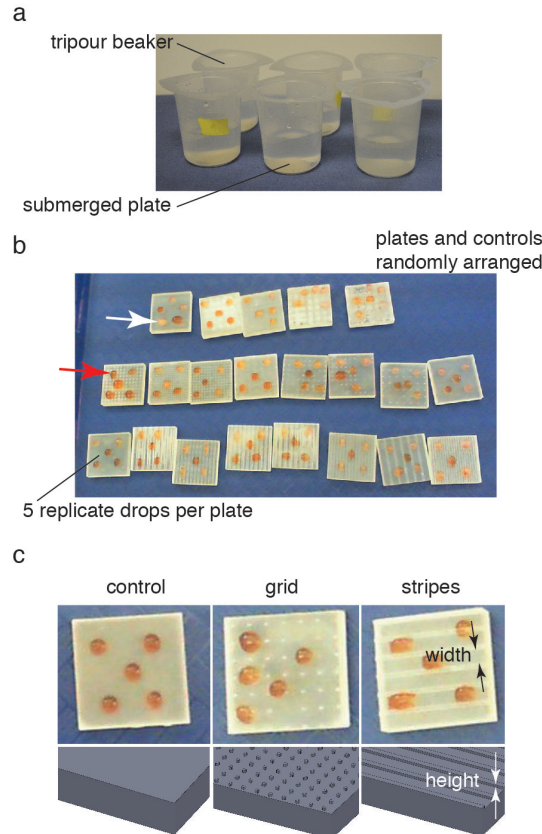 a
tripour beaker
submerged plate
b
plates and controls
randomly arranged
5 replicate drops per plate
c
control
grid
stripes
width
height